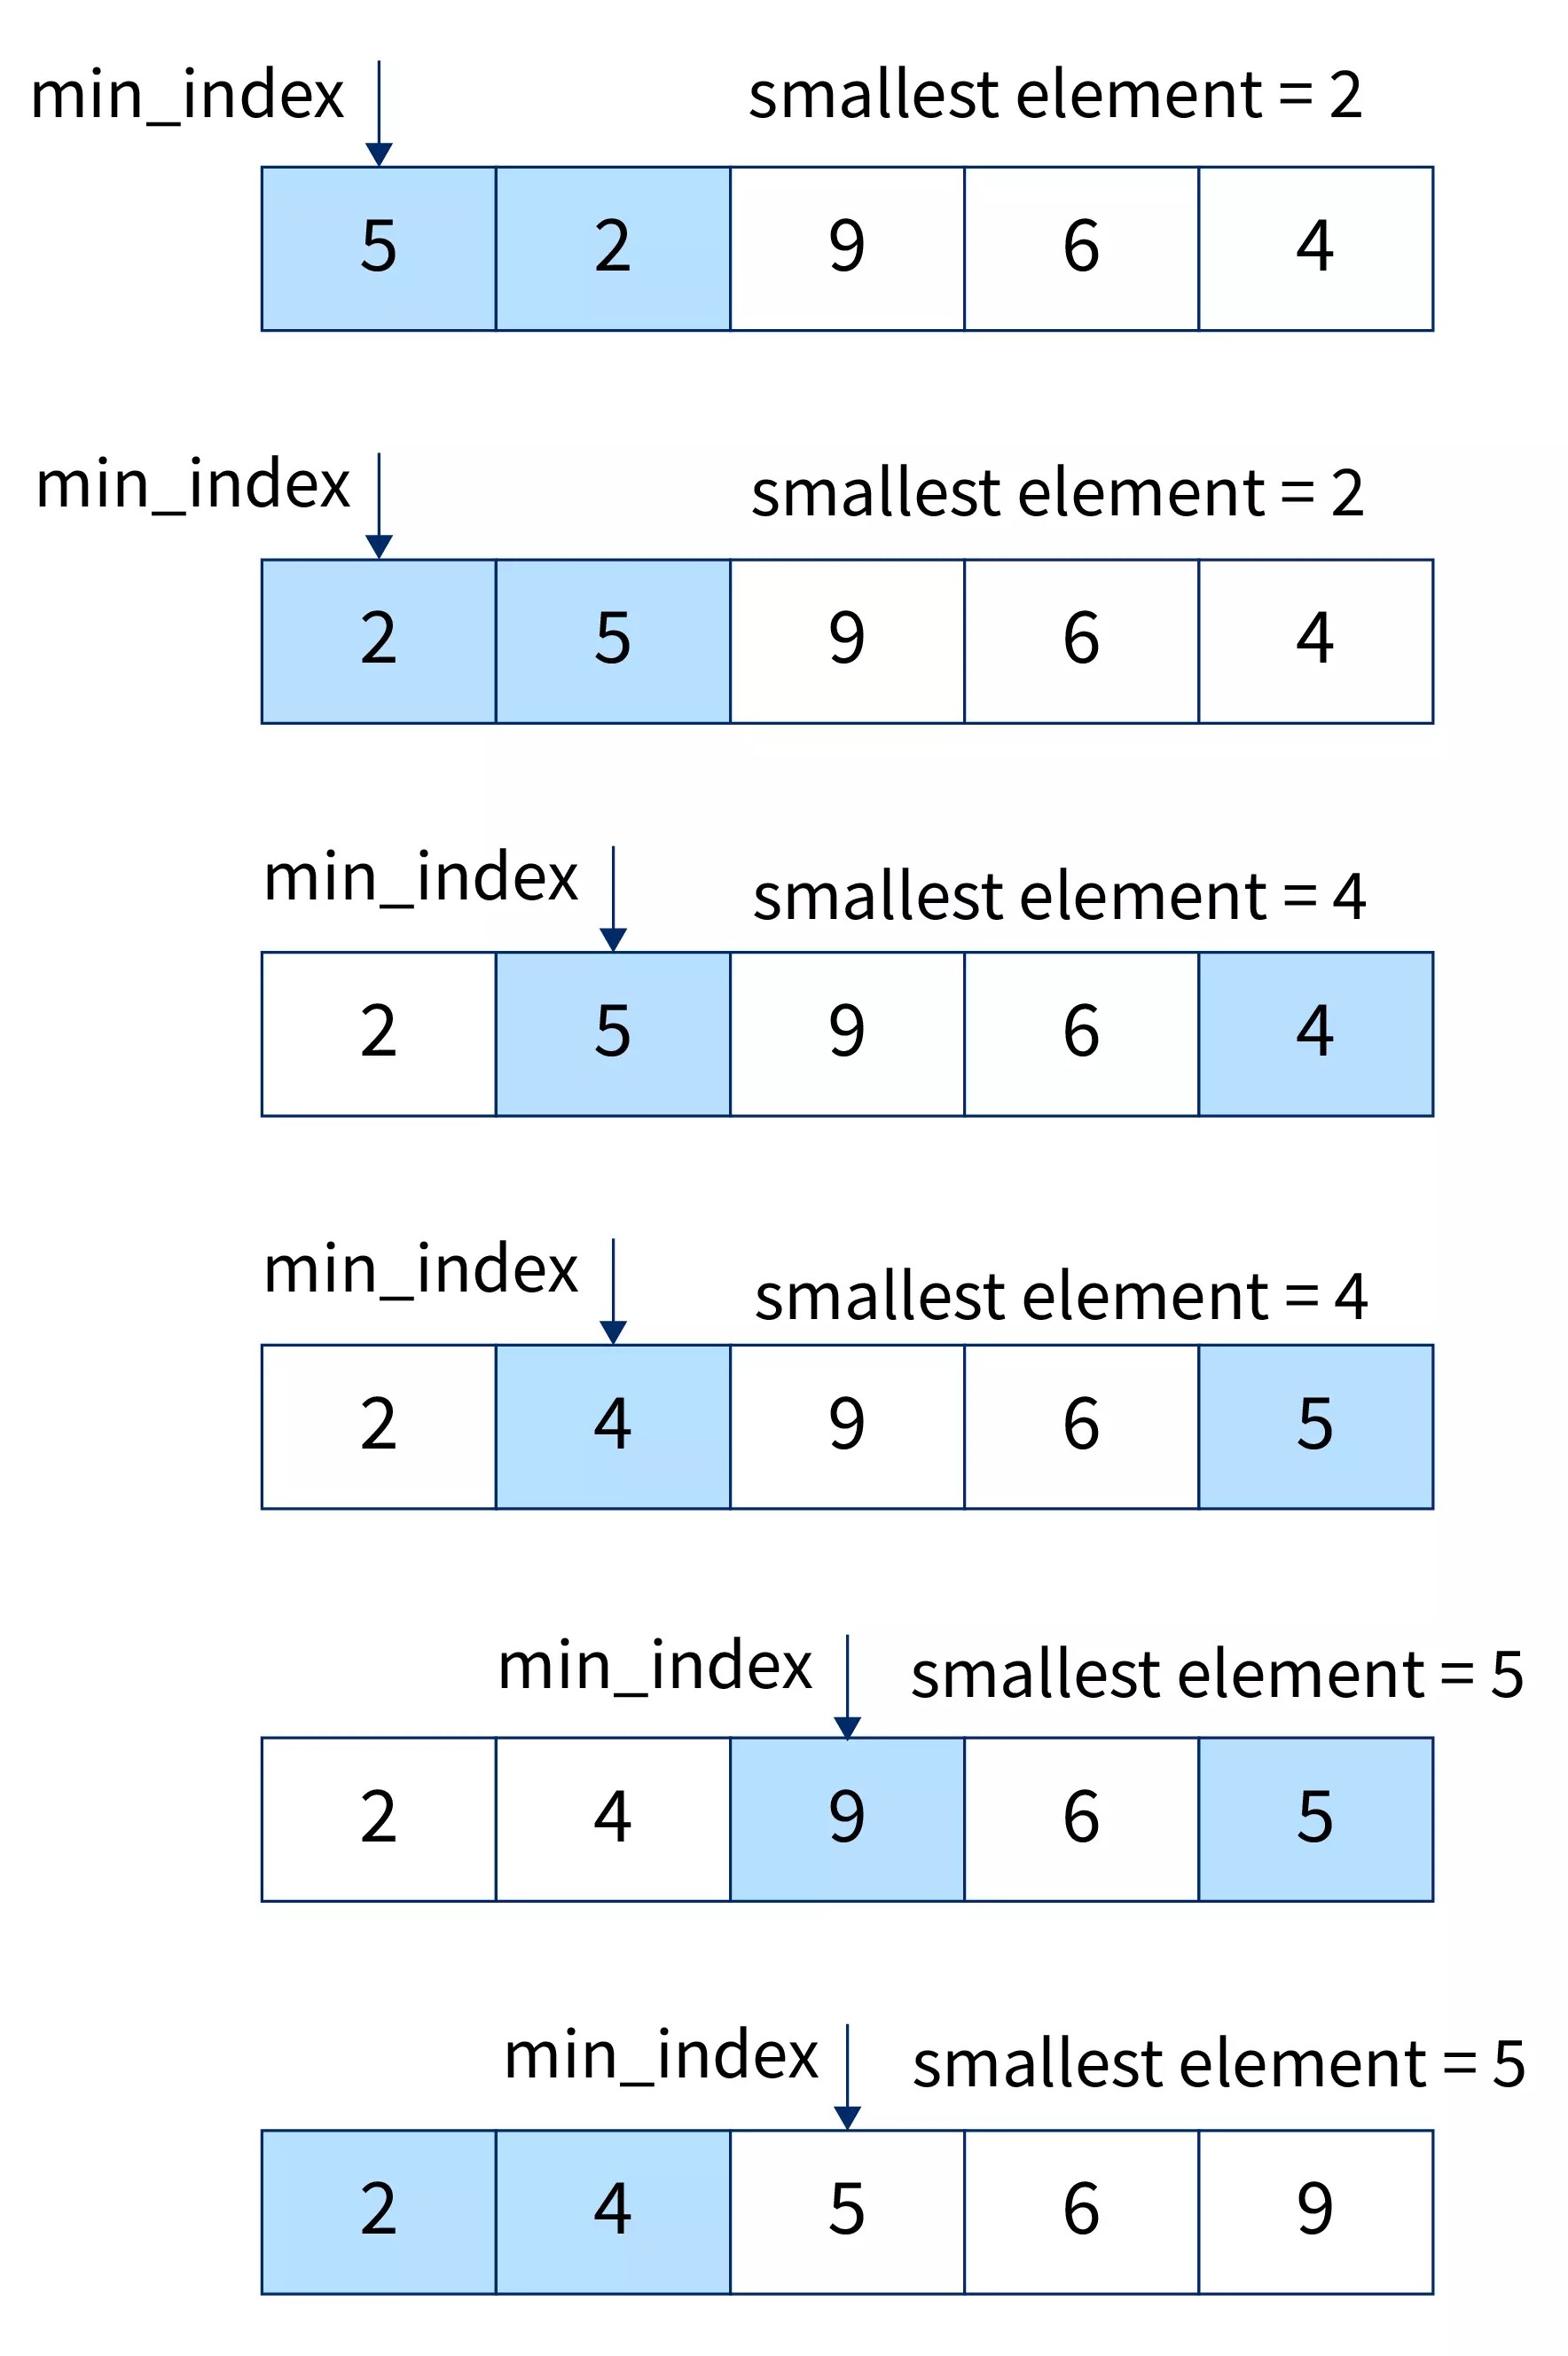 min_index smallest element = 2
5 2 9 6 4
min_index smallest element = 2
2 5 9 6 4
min_index smallest element = 4
2 5 9 6 4
min_index smallest element = 4
2 4 9 6 5
min_index smallest element = 5
2 4 9 6 5
min_index smallest element = 5
2 4 5 6 9